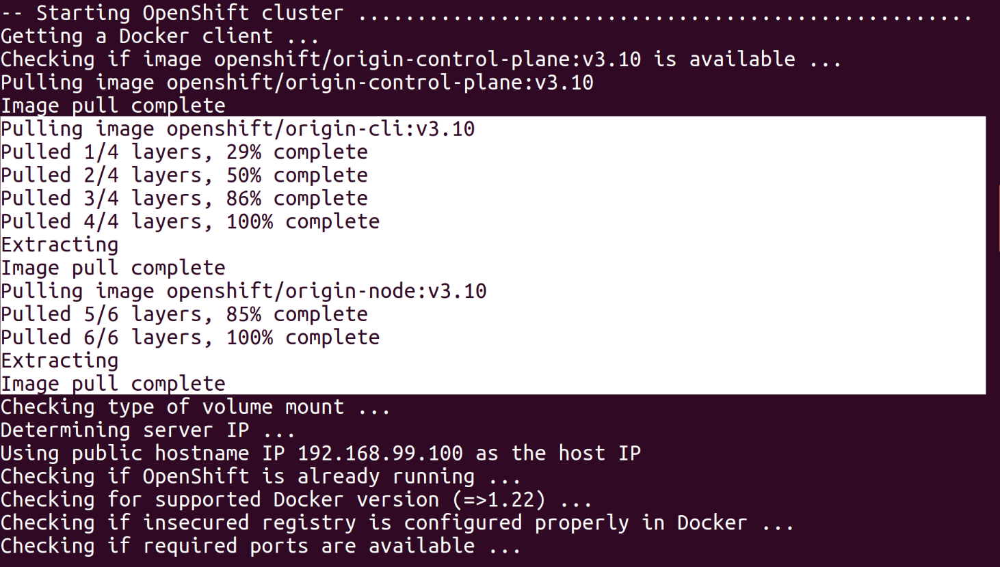 -- Starting OpenShift cluster ....................................................
Getting a Docker client ...
Checking if image openshift/origin-control-plane:v3.10 is available ...
Pulling image openshift/origin-control-plane:v3.10
Image pull complete
Pulling image openshift/origin-cli:v3.10
Pulled 1/4 layers, 29% complete
Pulled 2/4 layers, 50% complete
Pulled 3/4 layers, 86% complete
Pulled 4/4 layers, 100% complete
Extracting
Image pull complete
Pulling image openshift/origin-node:v3.10
Pulled 5/6 layers, 85% complete
Pulled 6/6 layers, 100% complete
Extracting
Image pull complete
Checking type of volume mount ...
Determining server IP ...
Using public hostname IP 192.168.99.100 as the host IP
Checking if OpenShift is already running ...
Checking for supported Docker version (=>1.22) ...
Checking if insecured registry is configured properly in Docker ...
Checking if required ports are available ...